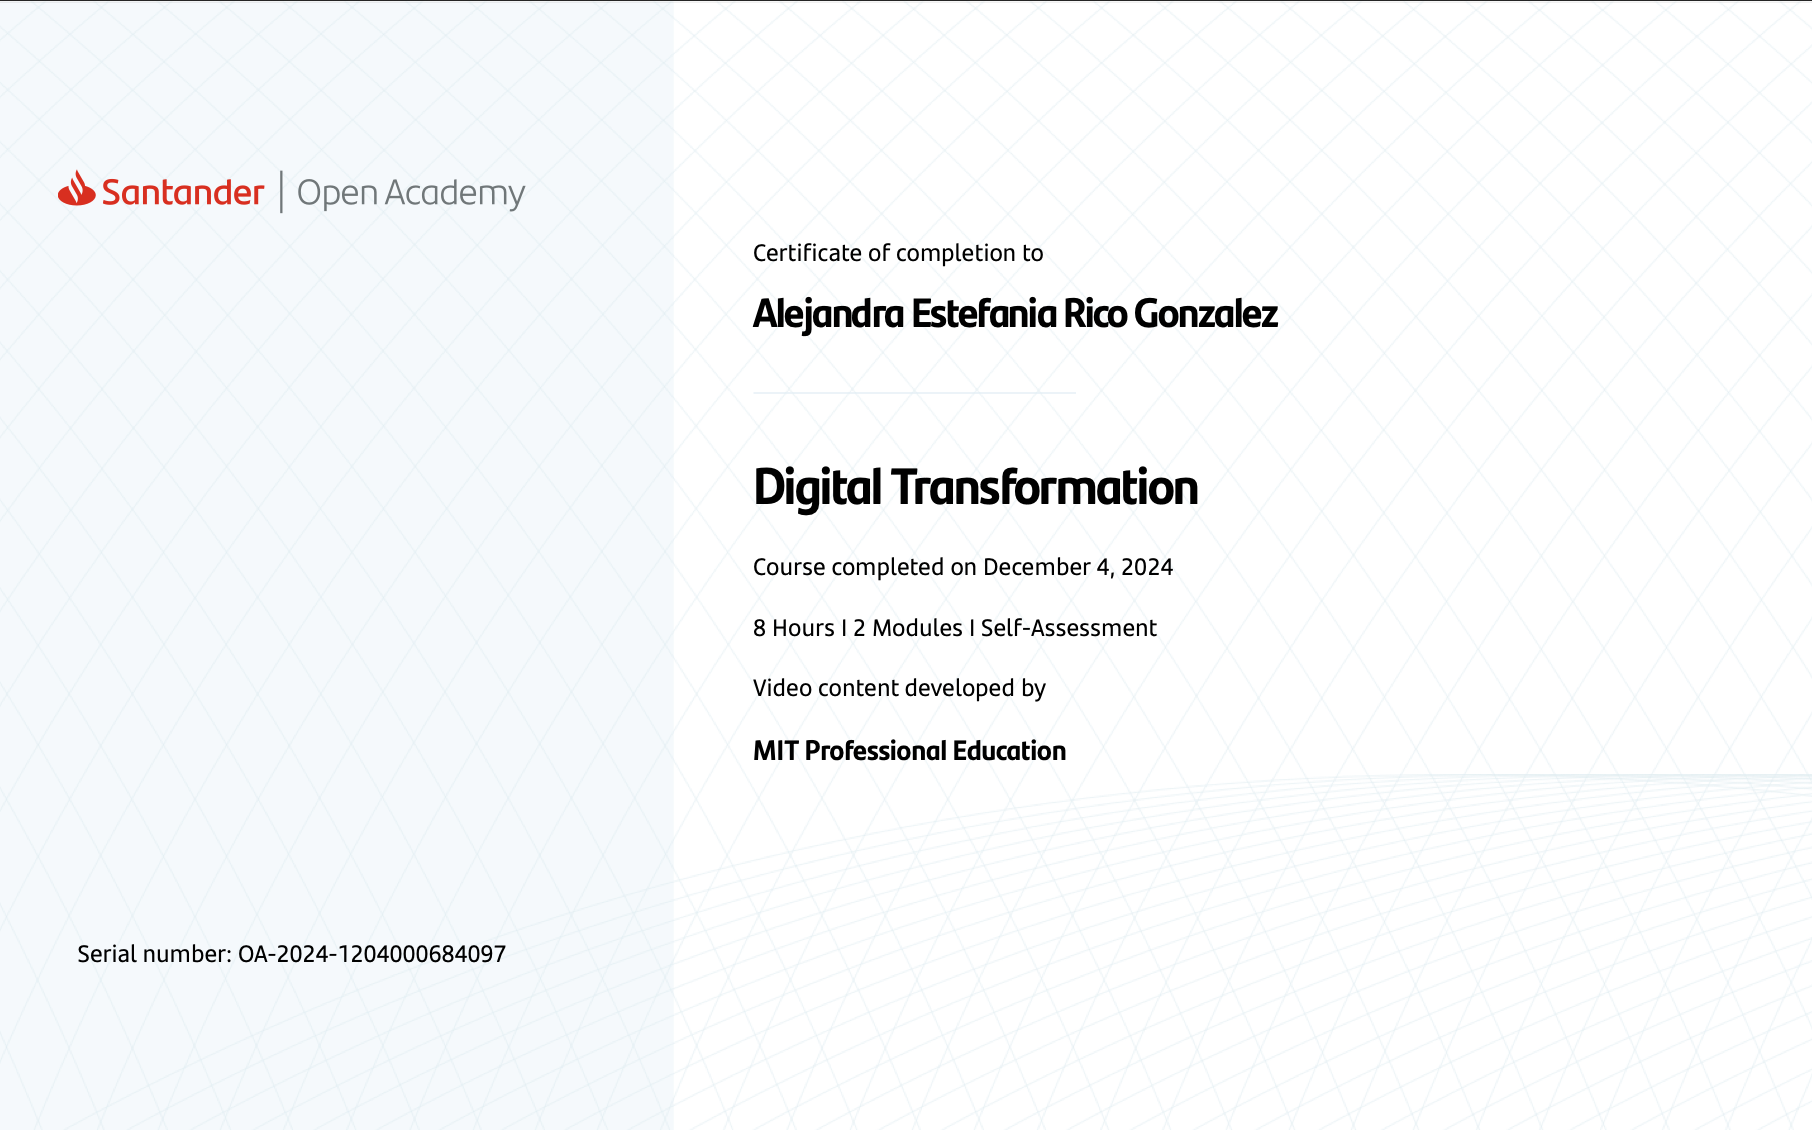 Santander | Open Academy
Certificate of completion to
Alejandra Estefania Rico Gonzalez
Digital Transformation
Course completed on December 4, 2024
8 Hours I 2 Modules I Self-Assessment
Video content developed by
MIT Professional Education
Serial number: OA-2024-1204000684097